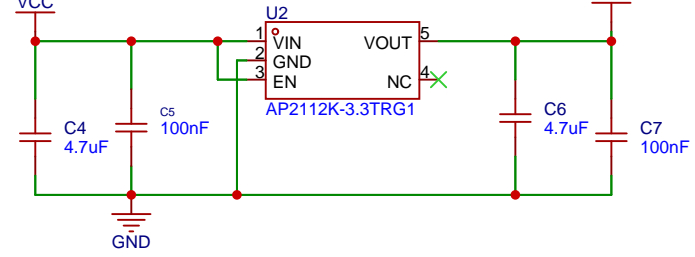 VCC
U2
1 VIN VOUT 5
2 GND
3 EN NC 4
AP2112K-3.3TRG1
C4
4.7uF
C5
100nF
C6
4.7uF
C7
100nF
GND